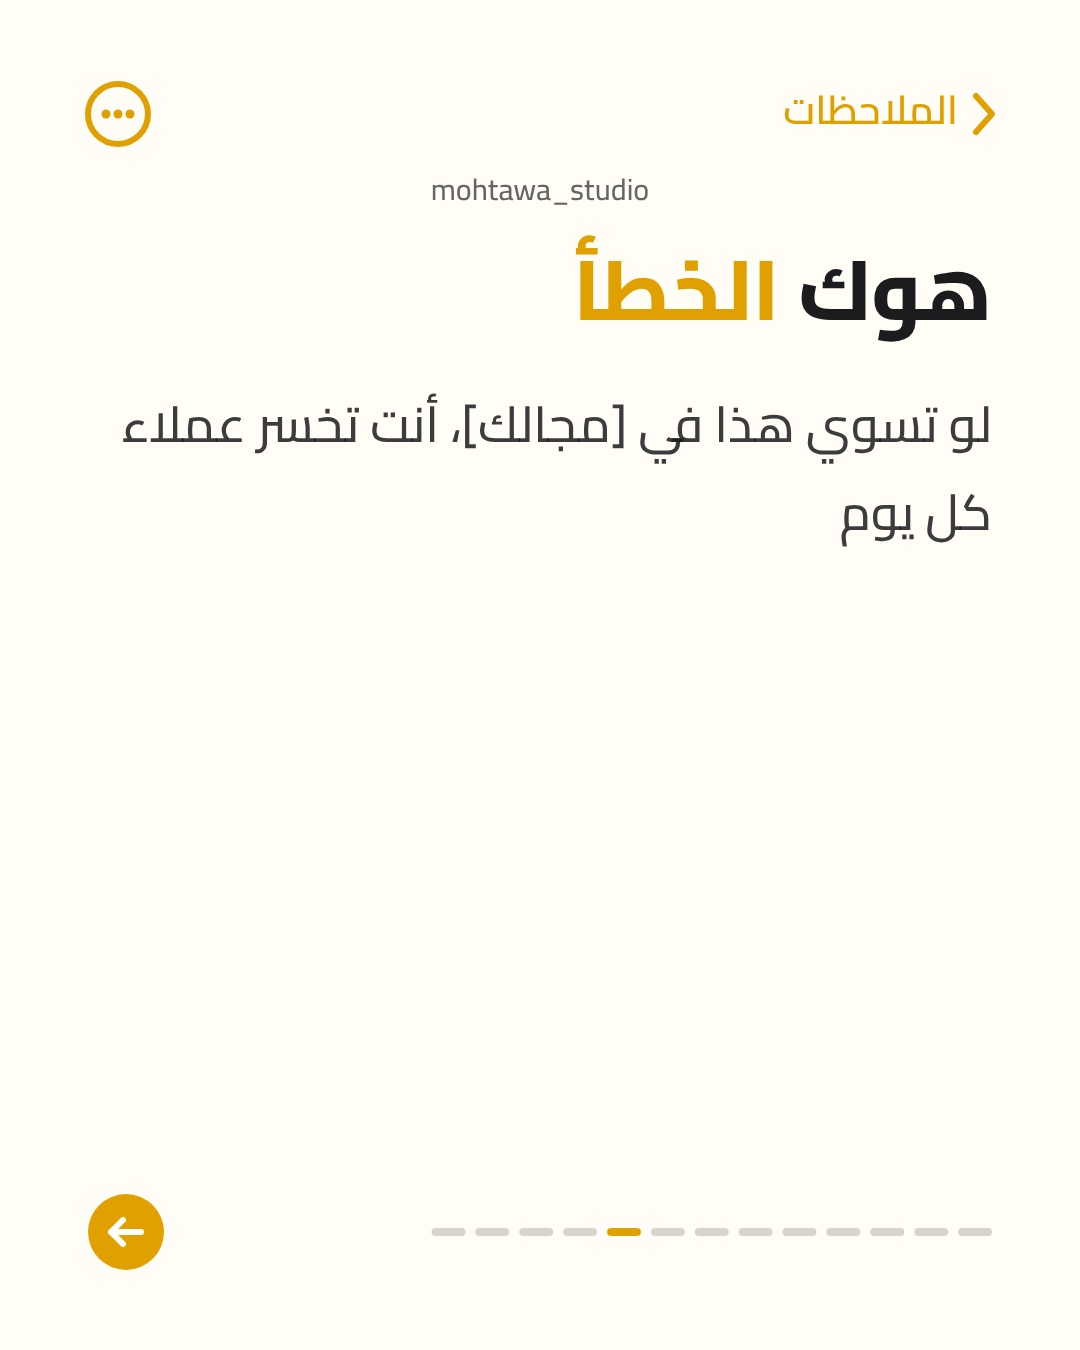 الملاحظات
mohtawa_studio
هوك الخطأ
لو تسوي هذا في [مجالك]، أنت تخسر عملاء
كل يوم